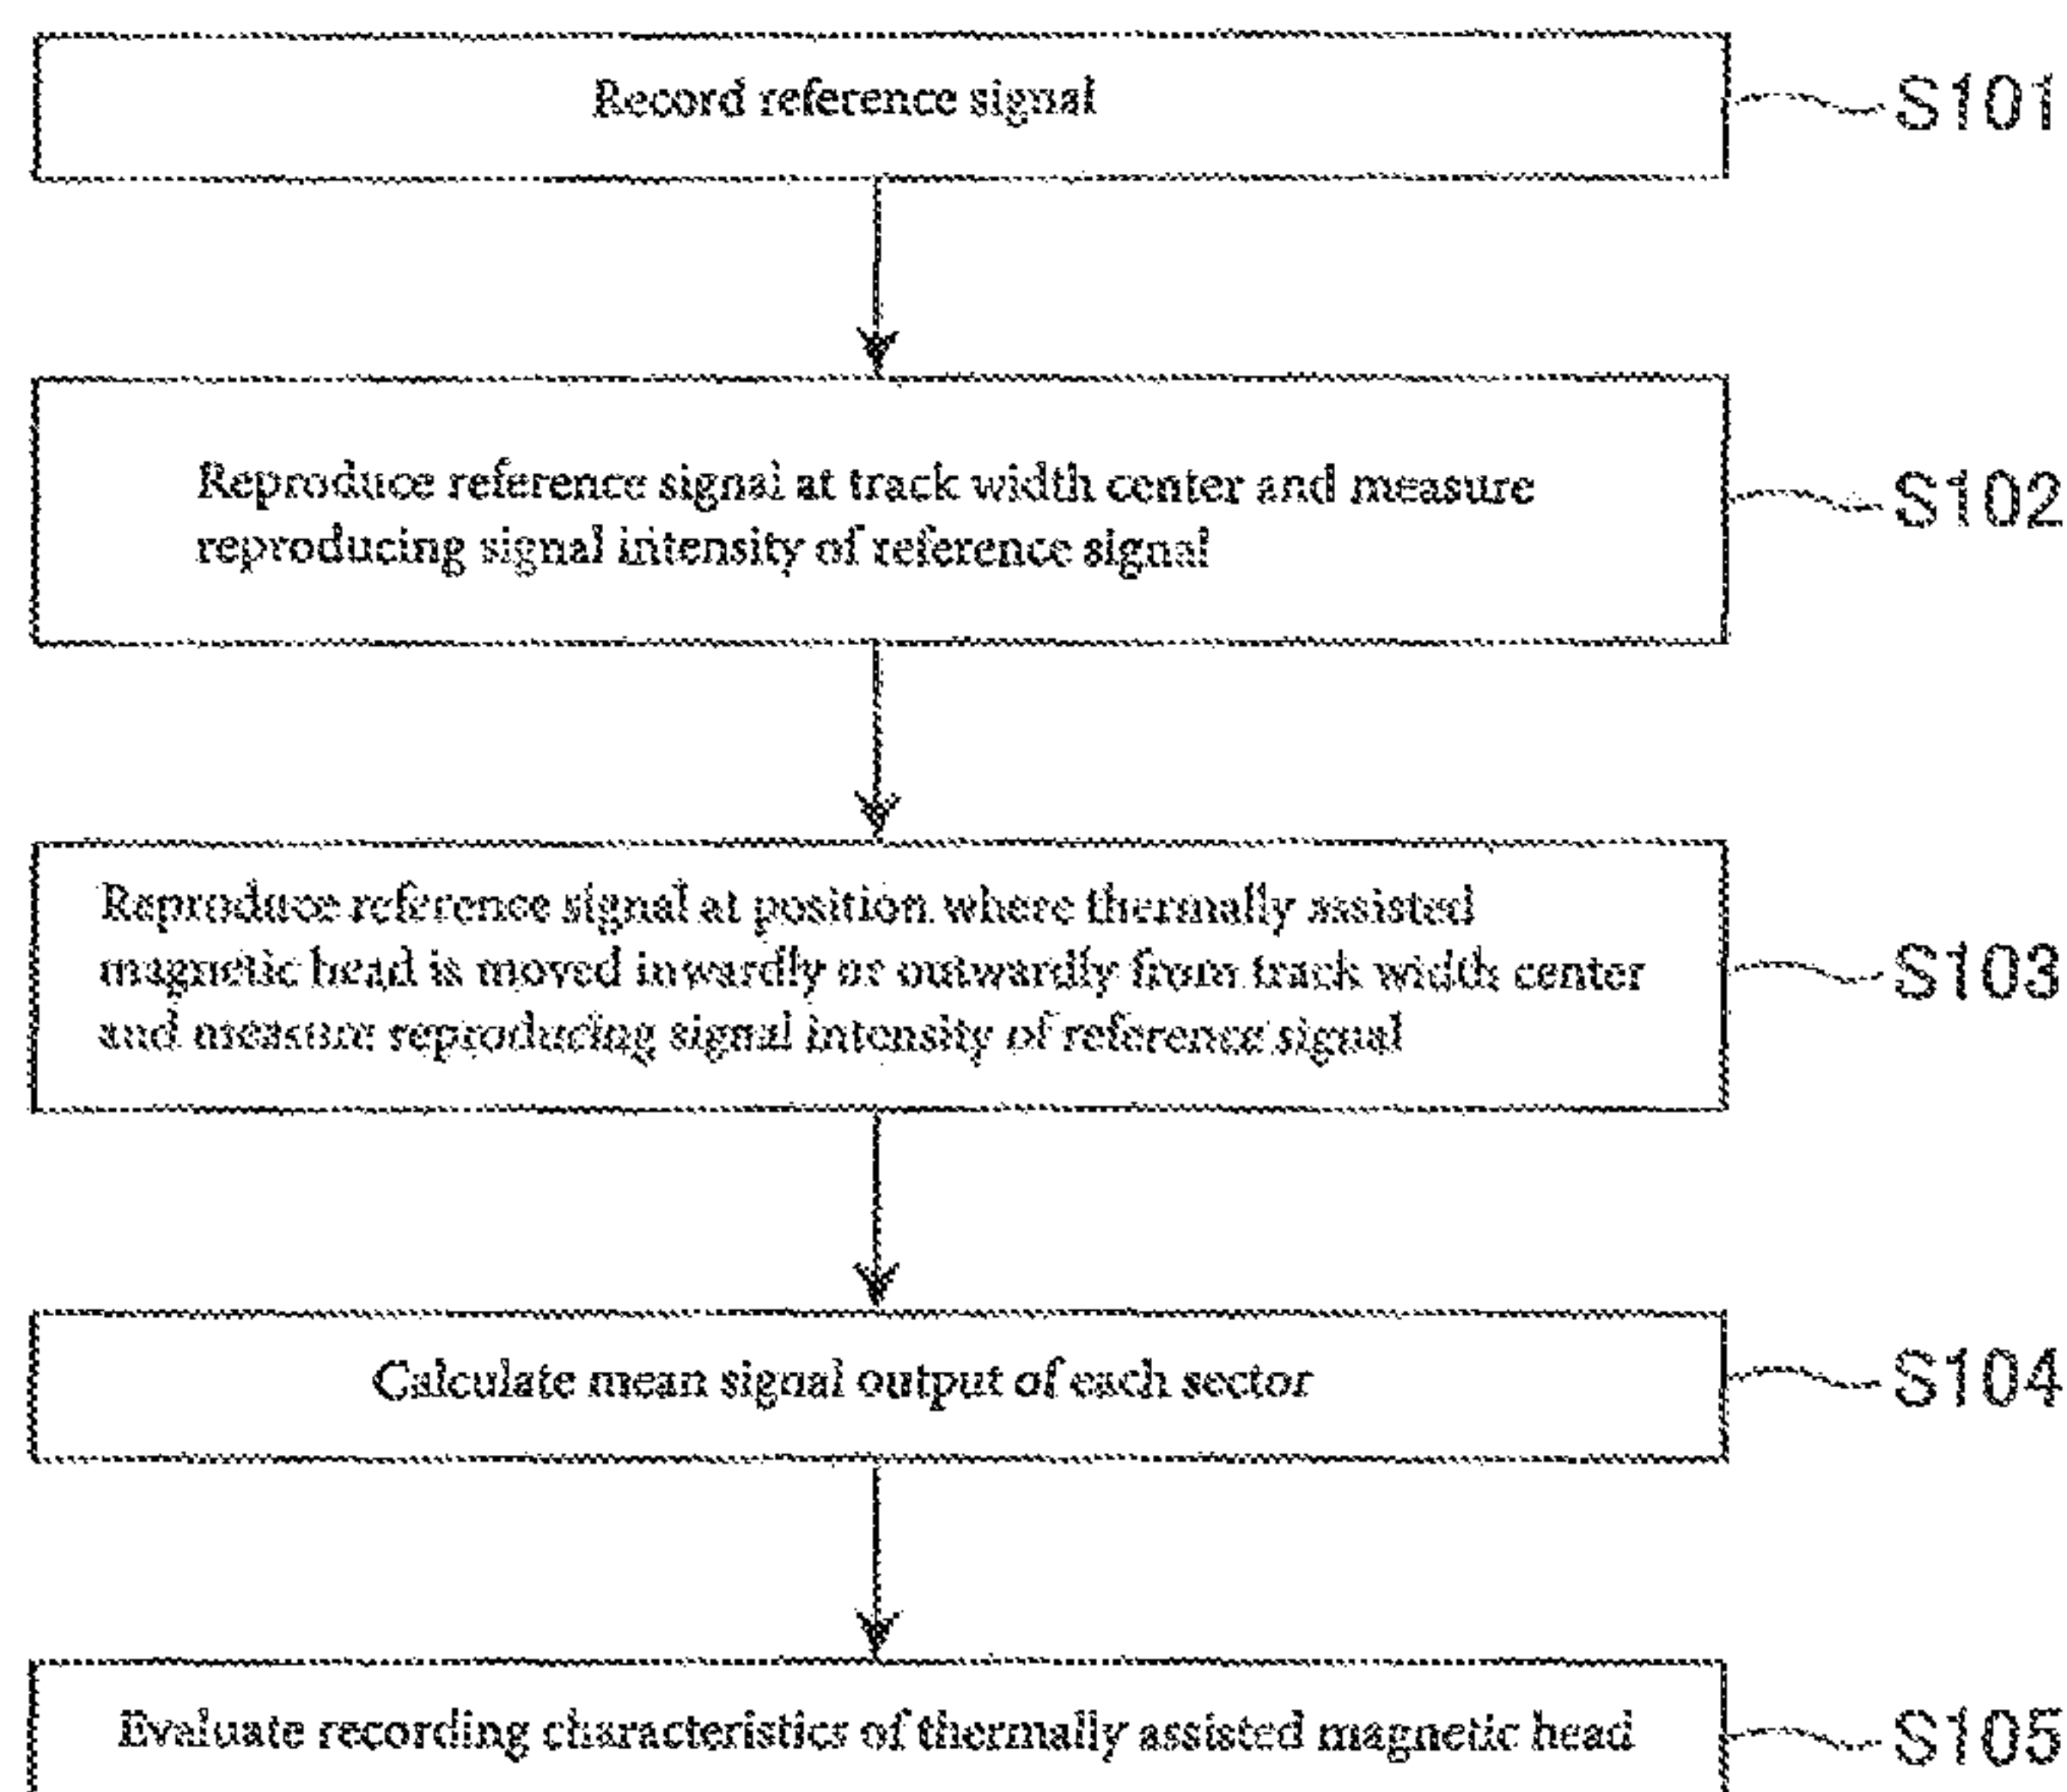 Record reference signal
S101
Reproduce reference signal at track width center and measure
reproducing signal intensity of reference signal
S102
Reproduce reference signal at position where thermally assisted
magnetic head is moved inwardly or outwardly from track width center
and measure reproducing signal intensity of reference signal
S103
Calculate mean signal output of each sector
S104
Evaluate recording characteristics of thermally assisted magnetic head
S105